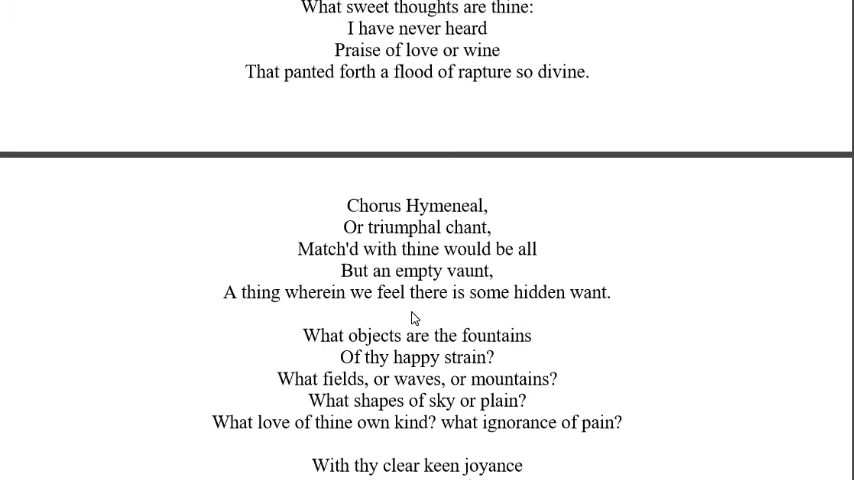 What sweet thoughts are thine:
I have never heard
Praise of love or wine
That panted forth a flood of rapture so divine.
Chorus Hymeneal,
Or triumphal chant,
Match'd with thine would be all
But an empty vaunt,
A thing wherein we feel there is some hidden want.
What objects are the fountains
Of thy happy strain?
What fields, or waves, or mountains?
What shapes of sky or plain?
What love of thine own kind? what ignorance of pain?
With thy clear keen joyance